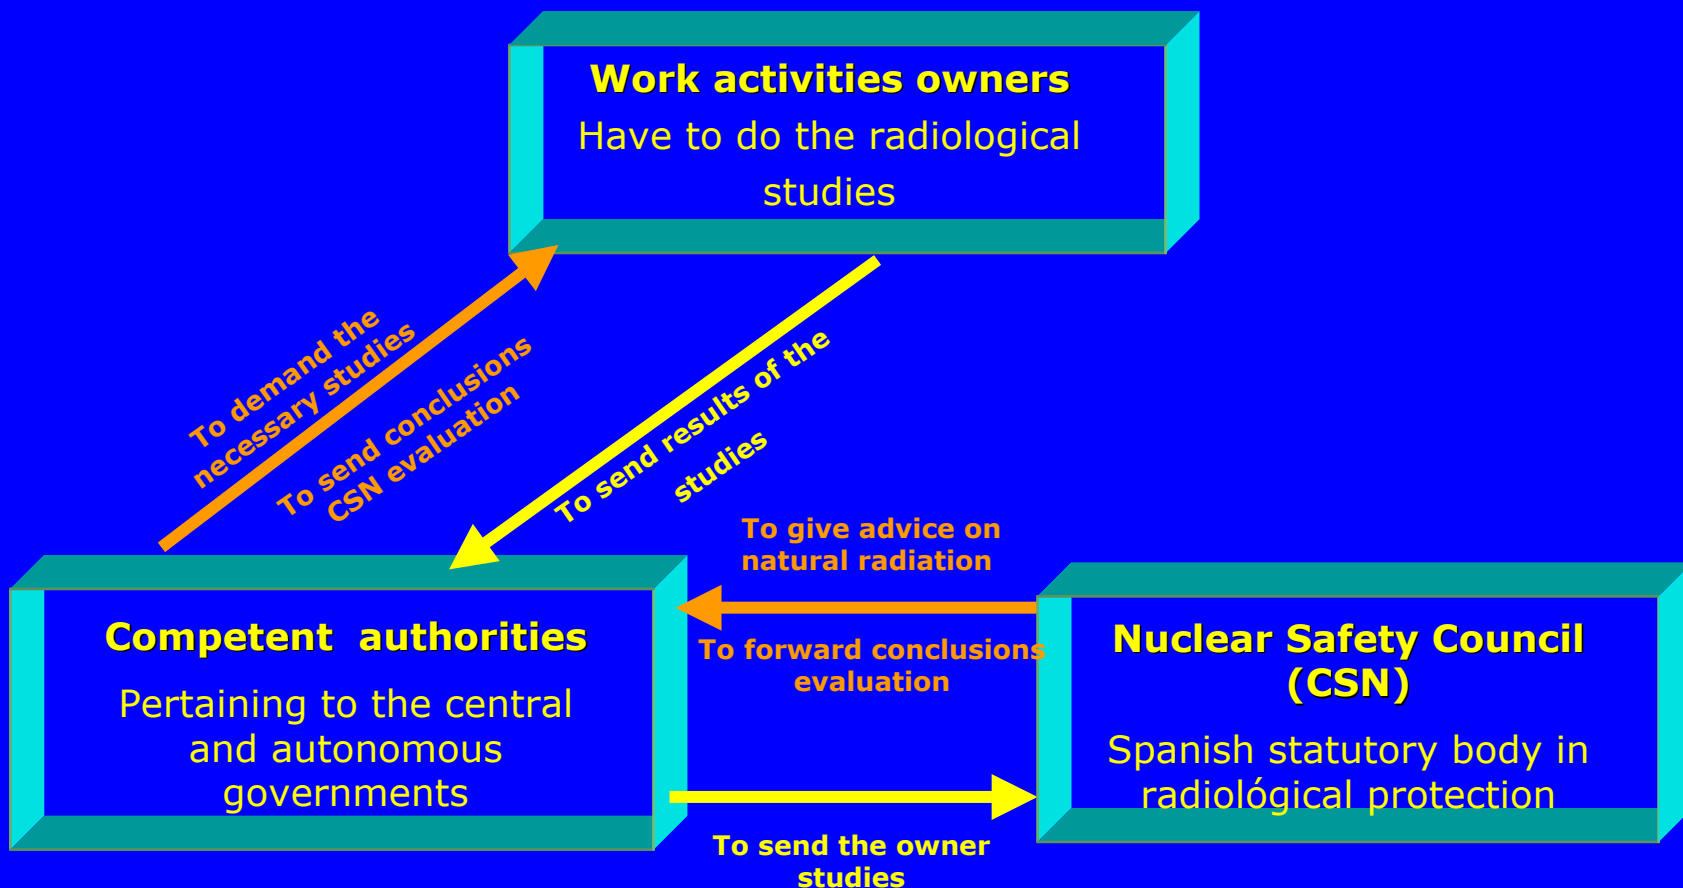 Work activities owners
Have to do the radiological
studies
To demand the
necessary studies
To send conclusions
CSN evaluation
To send results of the
studies
To give advice on
natural radiation
To forward conclusions
evaluation
Competent authorities
Pertaining to the central
and autonomous
governments
Nuclear Safety Council
(CSN)
Spanish statutory body in
radiológical protection
To send the owner
studies